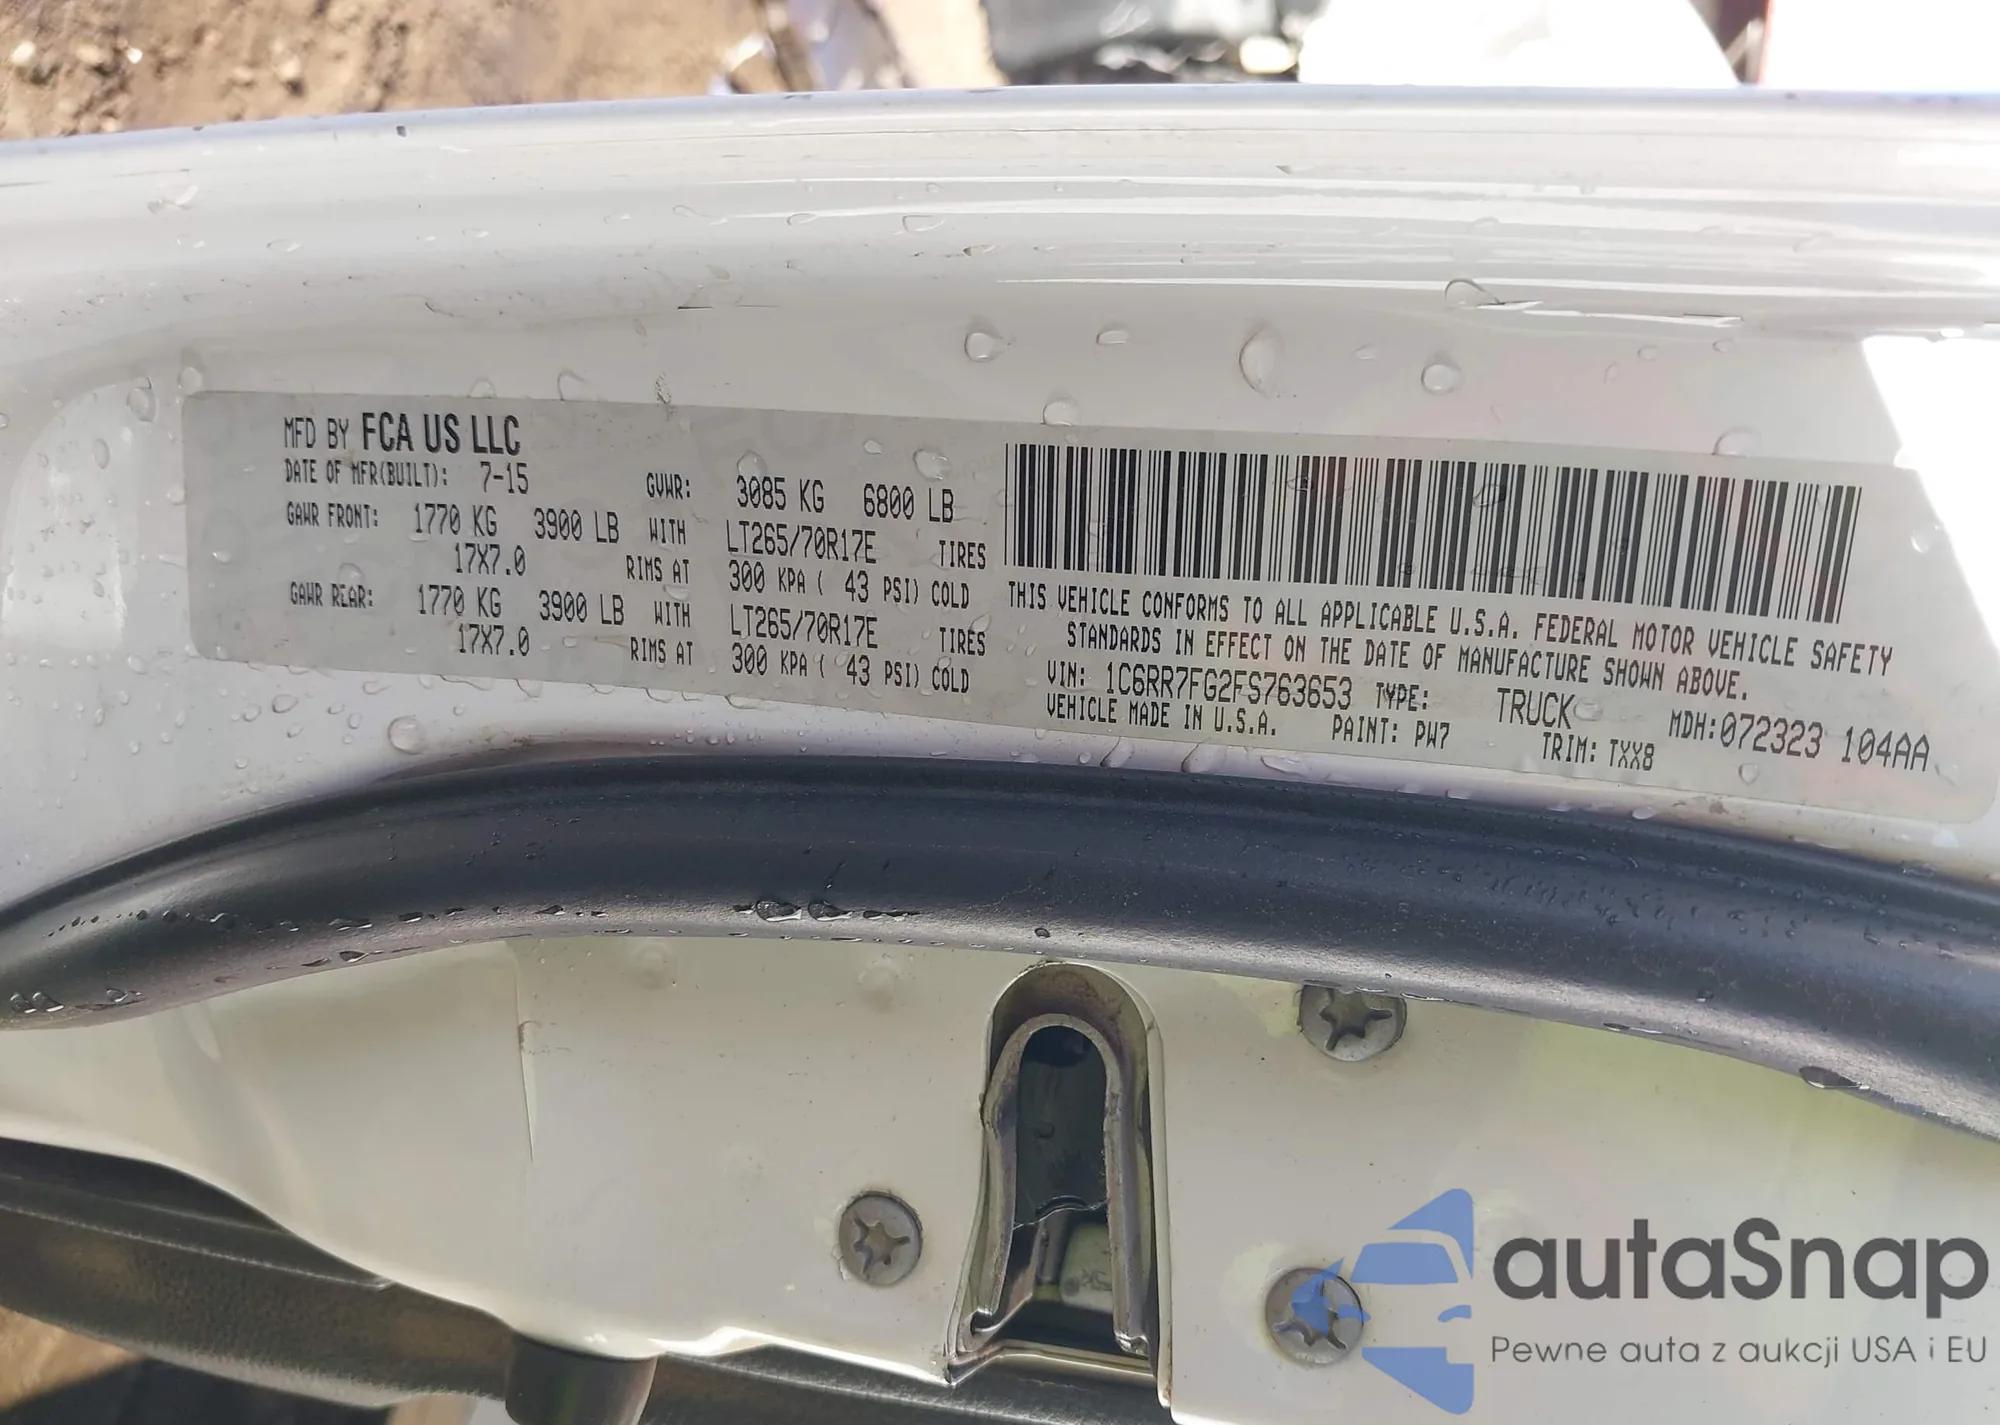 MFD BY FCA US LLC
DATE OF MFR(BUILT): 7-15 GVWR: 3085 KG 6800 LB
GAWR FRONT: 1770 KG 3900 LB WITH LT265/70R17E TIRES
17X7.0 RIMS AT 300 KPA ( 43 PSI) COLD
GAWR REAR: 1770 KG 3900 LB WITH LT265/70R17E TIRES
17X7.0 RIMS AT 300 KPA ( 43 PSI) COLD
THIS VEHICLE CONFORMS TO ALL APPLICABLE U.S.A. FEDERAL MOTOR VEHICLE SAFETY
STANDARDS IN EFFECT ON THE DATE OF MANUFACTURE SHOWN ABOVE.
VIN: 1C6RR7FG2FS763653 TYPE: TRUCK MDH:072323 104AA
VEHICLE MADE IN U.S.A. PAINT: PW7 TRIM: TXX8
autaSnap
Pewne auta z aukcji USA i EU